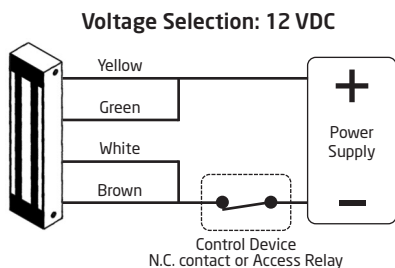 Voltage Selection: 12 VDC
Yellow
Green
White
Brown
+
Power
Supply
−
Control Device
N.C. contact or Access Relay